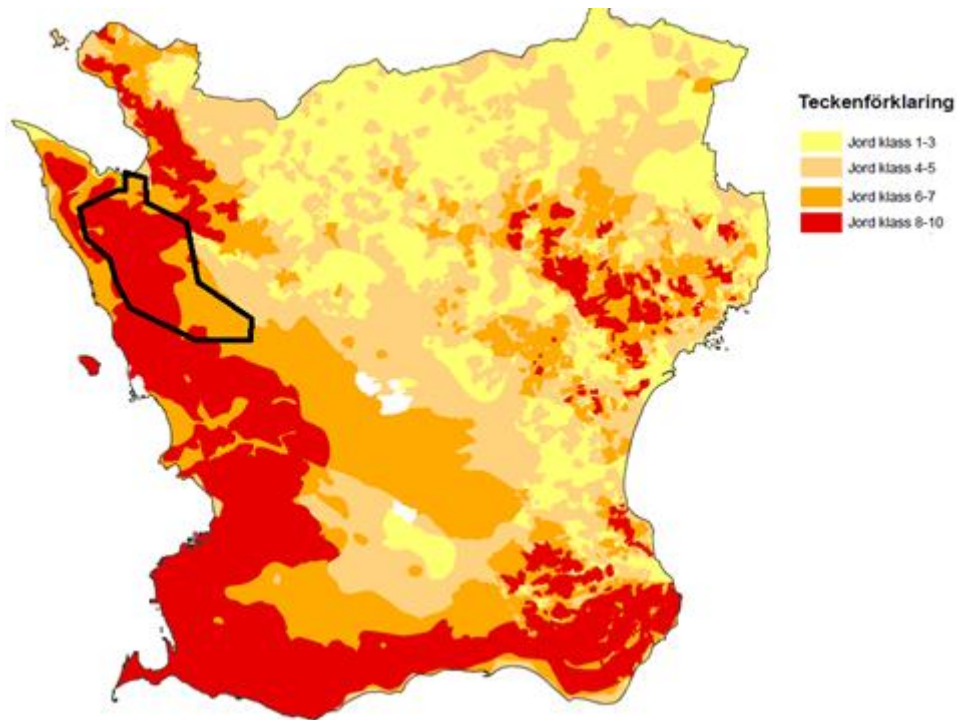 Teckenförklaring
Jord klass 1-3
Jord klass 4-5
Jord klass 6-7
Jord klass 8-10